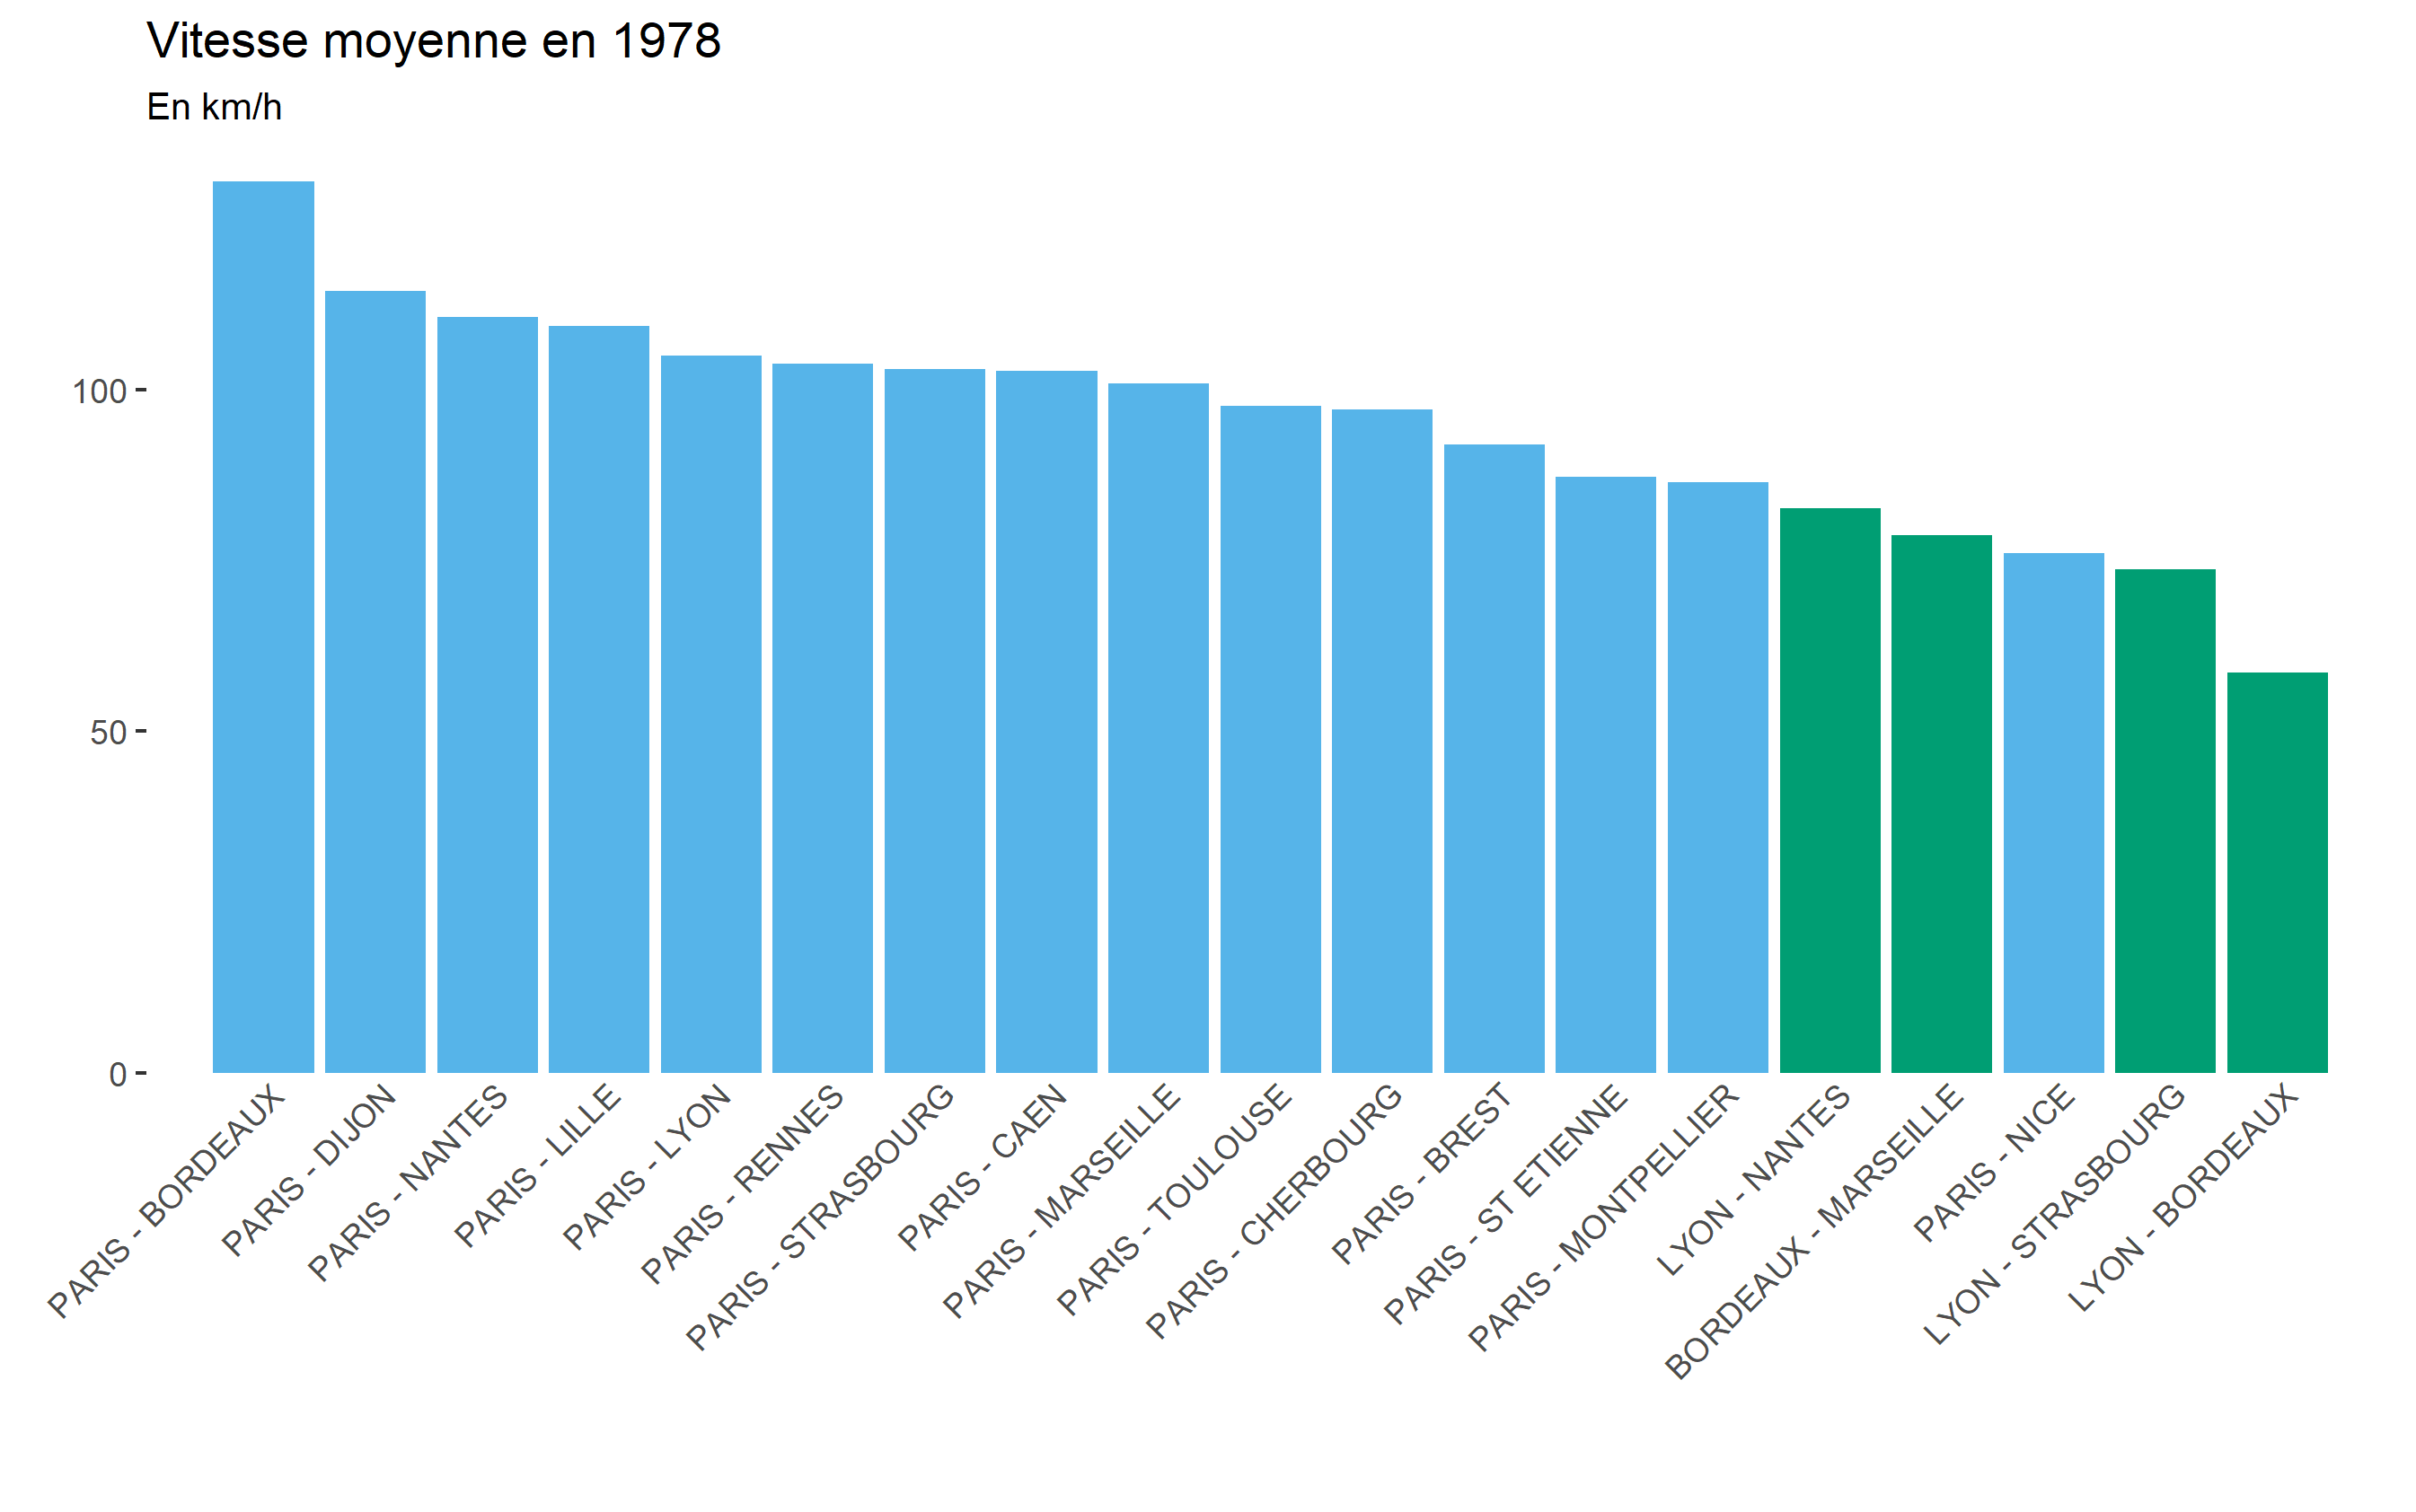 Vitesse moyenne en 1978
En km/h
100
50
0
PARIS - BORDEAUX
PARIS - DIJON
PARIS - NANTES
PARIS - LILLE
PARIS - LYON
PARIS - RENNES
PARIS - STRASBOURG
PARIS - CAEN
PARIS - MARSEILLE
PARIS - TOULOUSE
PARIS - CHERBOURG
PARIS - BREST
PARIS - ST ETIENNE
PARIS - MONTPELLIER
LYON - NANTES
BORDEAUX - MARSEILLE
PARIS - NICE
LYON - STRASBOURG
LYON - BORDEAUX